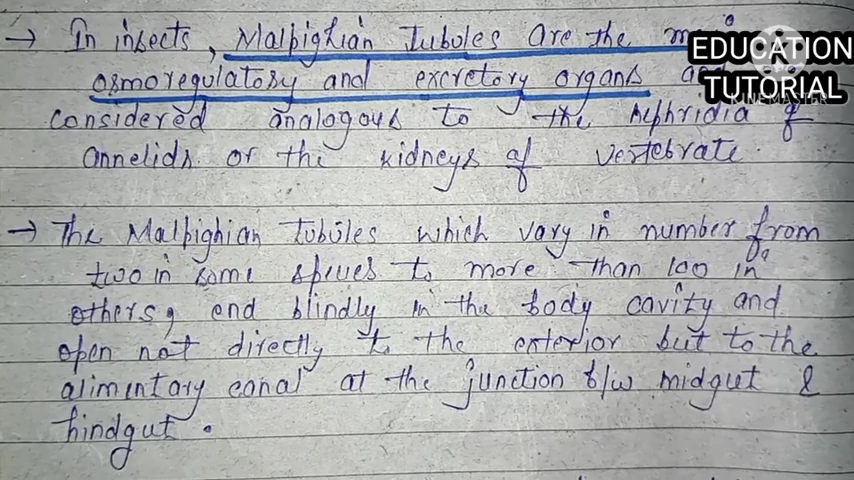 → In insects, Malpighian Tubules are the
EDUCATION
TUTORIAL
KINEMASTER
osmoregulatory and excretory organs
considered analogous to the Nephridia of
annelids or the kidneys of vertebrate
→ The Malpighian tubules which vary in number from
two in some species to more than 100 in
others, end blindly in the body cavity and
open not directly to the exterior but to the
alimentary canal at the junction b/w midgut &
hindgut.